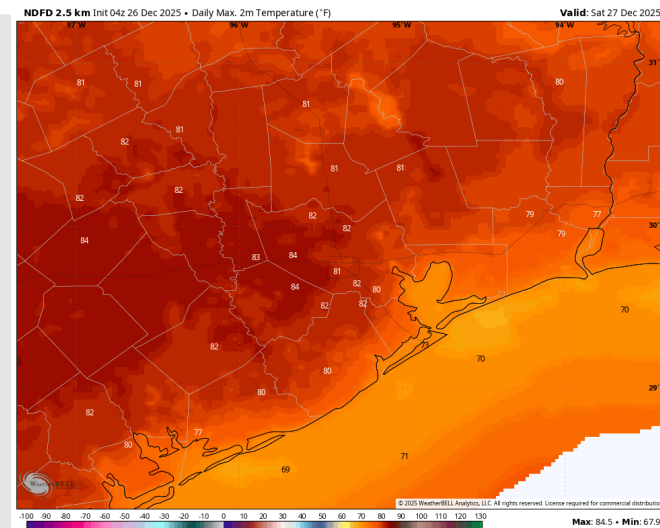 NDFD 2.5 km Init 04z 26 Dec 2025 • Daily Max. 2m Temperature (°F)
Valid: Sat 27 Dec 2025
97°W 96°W 95°W 94°W
31°
81 81 80
81
81
82
81 81
82 82
82 79 77
30°
82 79
84
83 84
81
84 82 80
82 82
70
82 73
70
80
29°
80
82
77
80
71
69
WEATHERBELL
© 2025 WeatherBELL Analytics, LLC. All rights reserved. License required for commercial distributio
-100 -90 -80 -70 -60 -50 -40 -30 -20 -10 0 10 20 30 40 50 60 70 80 90 100 110 120 130
Max: 84.5 • Min: 67.9